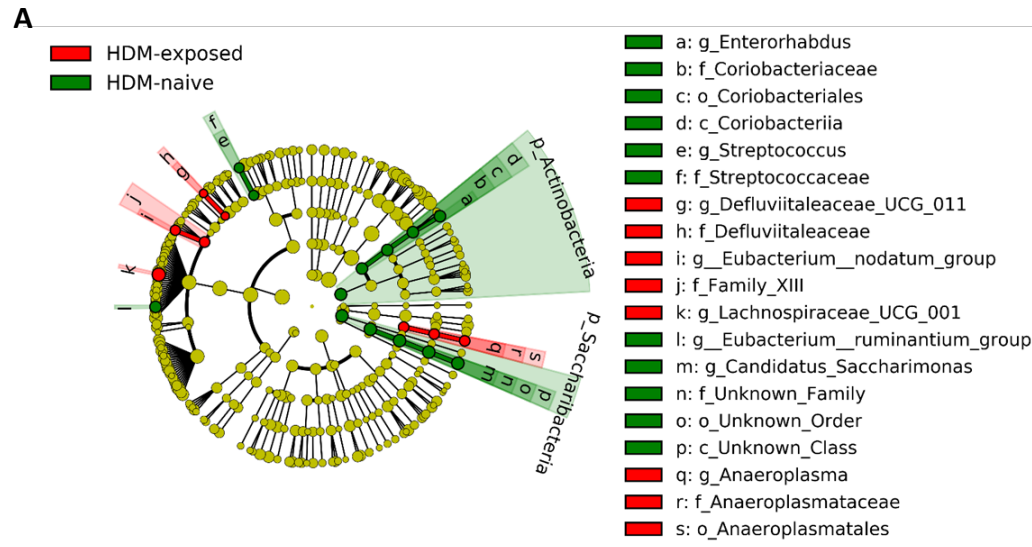 A
HDM-exposed
HDM-naive
f
e
h
g
j
i
k
l
p_Actinobacteria
d
c
b
a
p_Saccharibacteria
s
r
q
p
o
n
m
a: g_Enterorhabdus
b: f_Coriobacteriaceae
c: o_Coriobacteriales
d: c_Coriobacteriia
e: g_Streptococcus
f: f_Streptococcaceae
g: g_Defluviitaleaceae_UCG_011
h: f_Defluviitaleaceae
i: g__Eubacterium__nodatum_group
j: f_Family_XIII
k: g_Lachnospiraceae_UCG_001
l: g__Eubacterium__ruminantium_group
m: g_Candidatus_Saccharimonas
n: f_Unknown_Family
o: o_Unknown_Order
p: c_Unknown_Class
q: g_Anaeroplasma
r: f_Anaeroplasmataceae
s: o_Anaeroplasmatales